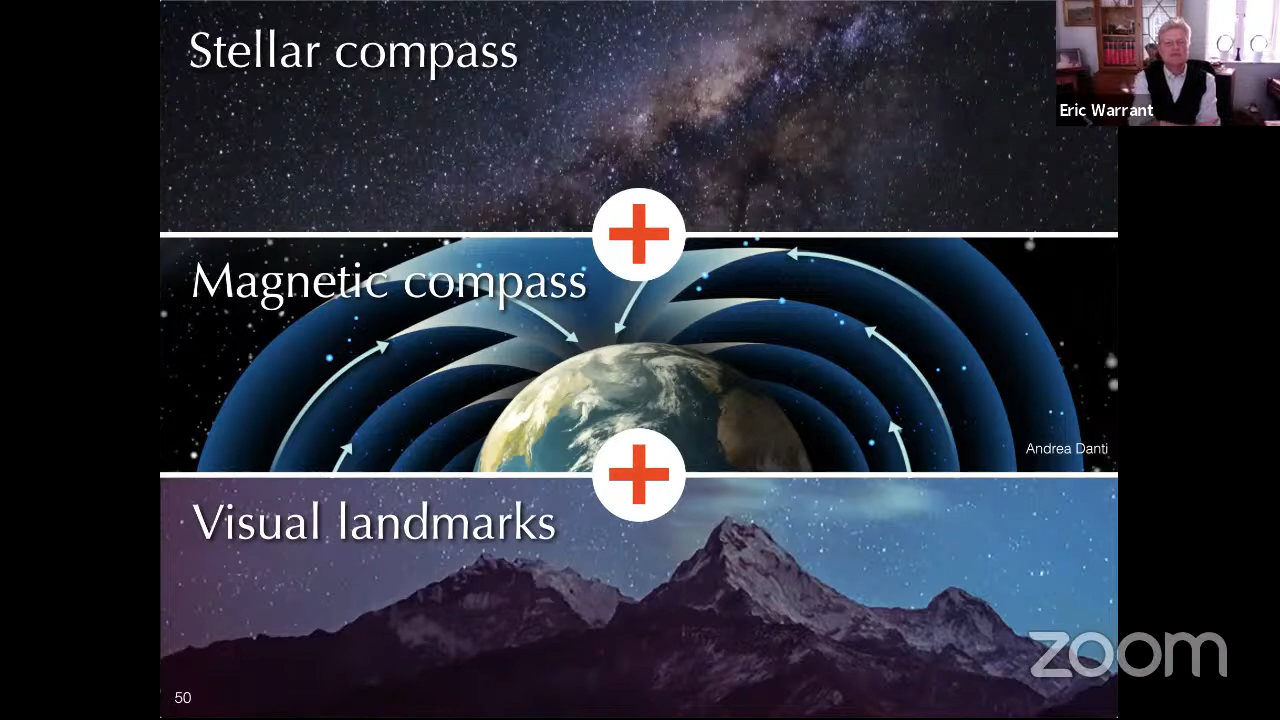 Stellar compass
Eric Warrant
Magnetic compass
Andrea Danti
Visual landmarks
zoom
50